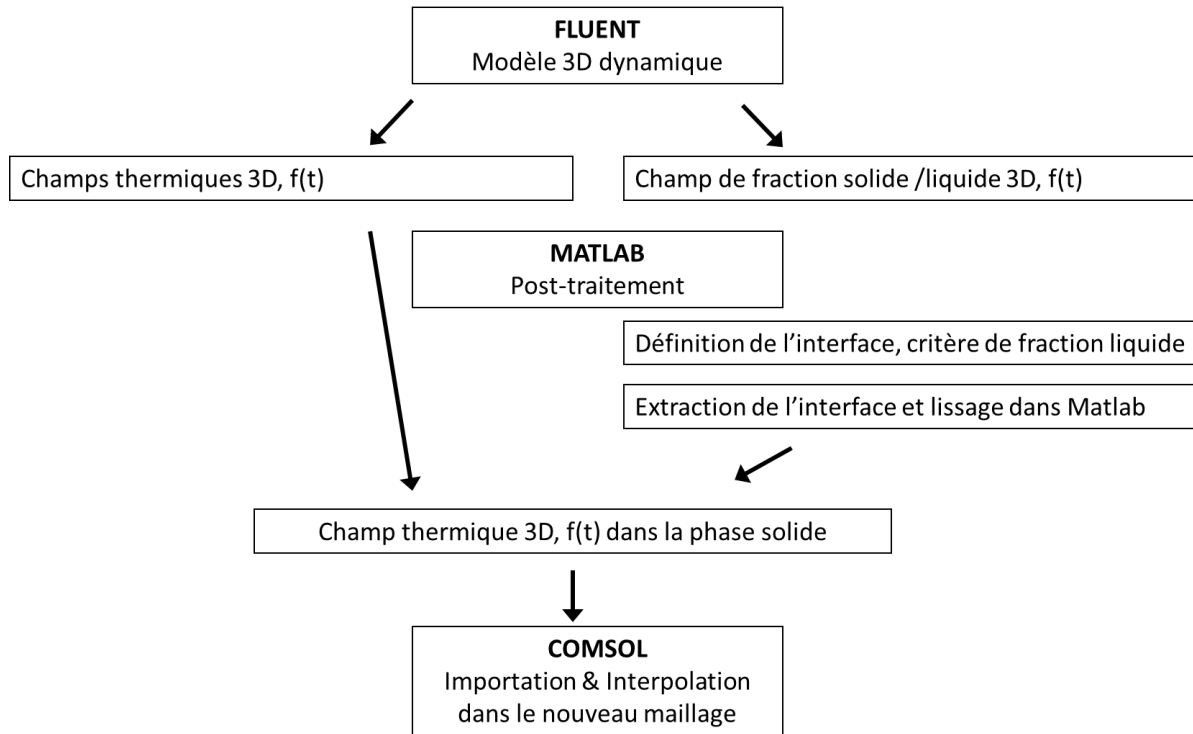 FLUENT
Modèle 3D dynamique
Champs thermiques 3D, f(t)
Champ de fraction solide /liquide 3D, f(t)
MATLAB
Post-traitement
Définition de l’interface, critère de fraction liquide
Extraction de l’interface et lissage dans Matlab
Champ thermique 3D, f(t) dans la phase solide
COMSOL
Importation & Interpolation
dans le nouveau maillage